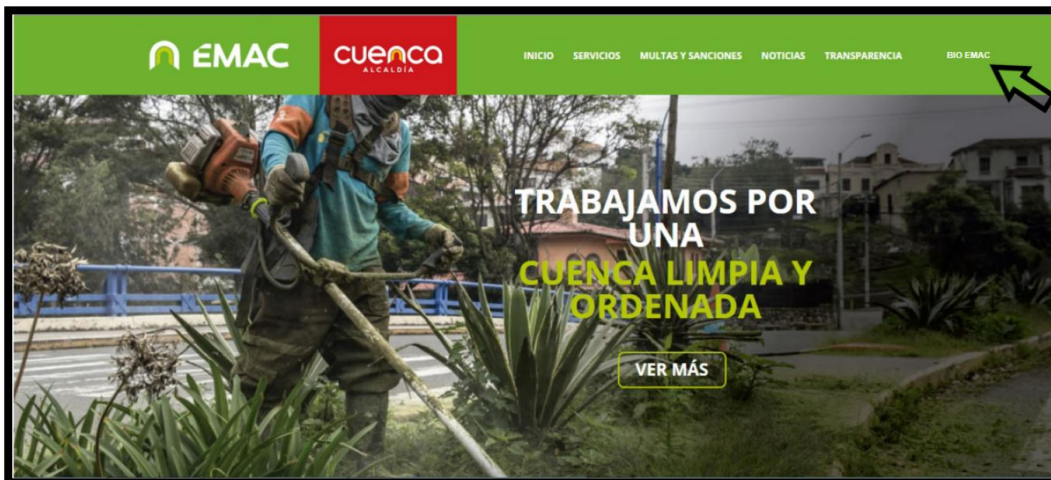 EMAC
cuenca
ALCALDÍA
INICIO SERVICIOS MULTAS Y SANCIONES NOTICIAS TRANSPARENCIA BIO EMAC
TRABAJAMOS POR
UNA
CUENCA LIMPIA Y
ORDENADA
VER MÁS